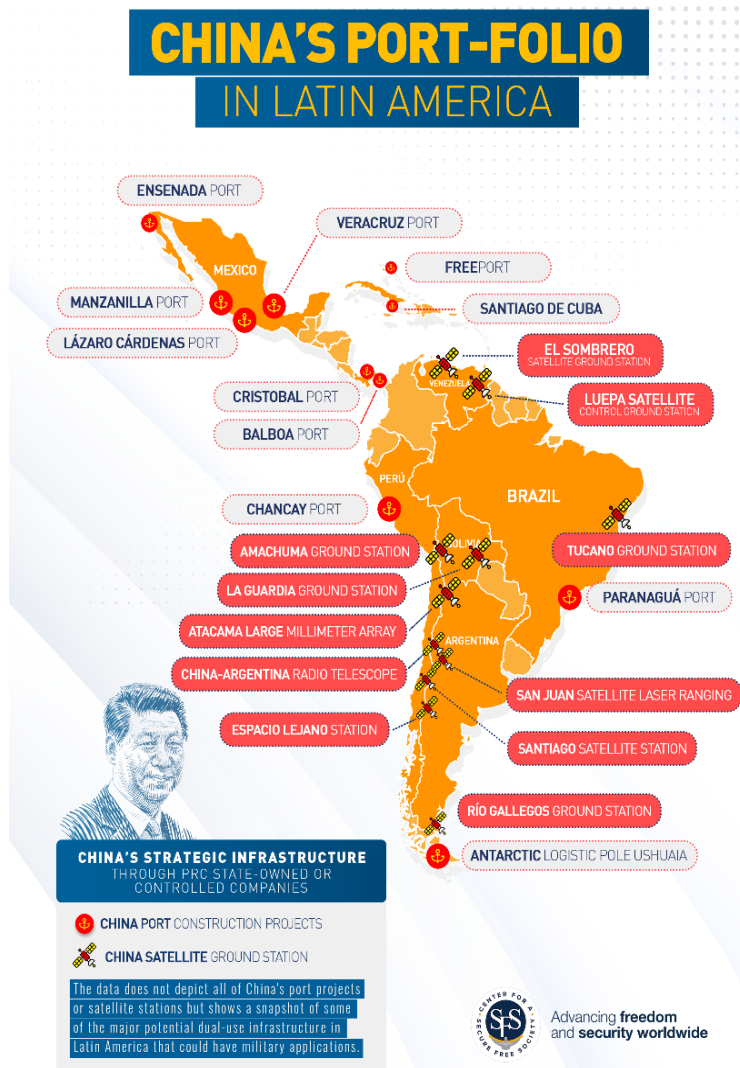 CHINA'S PORT-FOLIO
IN LATIN AMERICA
ENSENADA PORT
VERACRUZ PORT
MEXICO
FREEPORT
MANZANILLA PORT
SANTIAGO DE CUBA
LÁZARO CÁRDENAS PORT
EL SOMBRERO
SATELLITE GROUND STATION
VENEZUELA
CRISTOBAL PORT
LUEPA SATELLITE
CONTROL GROUND STATION
BALBOA PORT
PERÚ
BRAZIL
CHANCAY PORT
AMACHUMA GROUND STATION
BOLIVIA
TUCANO GROUND STATION
LA GUARDIA GROUND STATION
PARANAGUÁ PORT
ATACAMA LARGE MILLIMETER ARRAY
ARGENTINA
CHINA-ARGENTINA RADIO TELESCOPE
SAN JUAN SATELLITE LASER RANGING
ESPACIO LEJANO STATION
SANTIAGO SATELLITE STATION
RÍO GALLEGOS GROUND STATION
ANTARCTIC LOGISTIC POLE USHUAIA
CHINA'S STRATEGIC INFRASTRUCTURE
THROUGH PRC STATE-OWNED OR
CONTROLLED COMPANIES
CHINA PORT CONSTRUCTION PROJECTS
CHINA SATELLITE GROUND STATION
The data does not depict all of China's port projects
or satellite stations but shows a snapshot of some
of the major potential dual-use infrastructure in
Latin America that could have military applications.
CENTER FOR A
SECURE FREE SOCIETY
SFS
Advancing freedom
and security worldwide